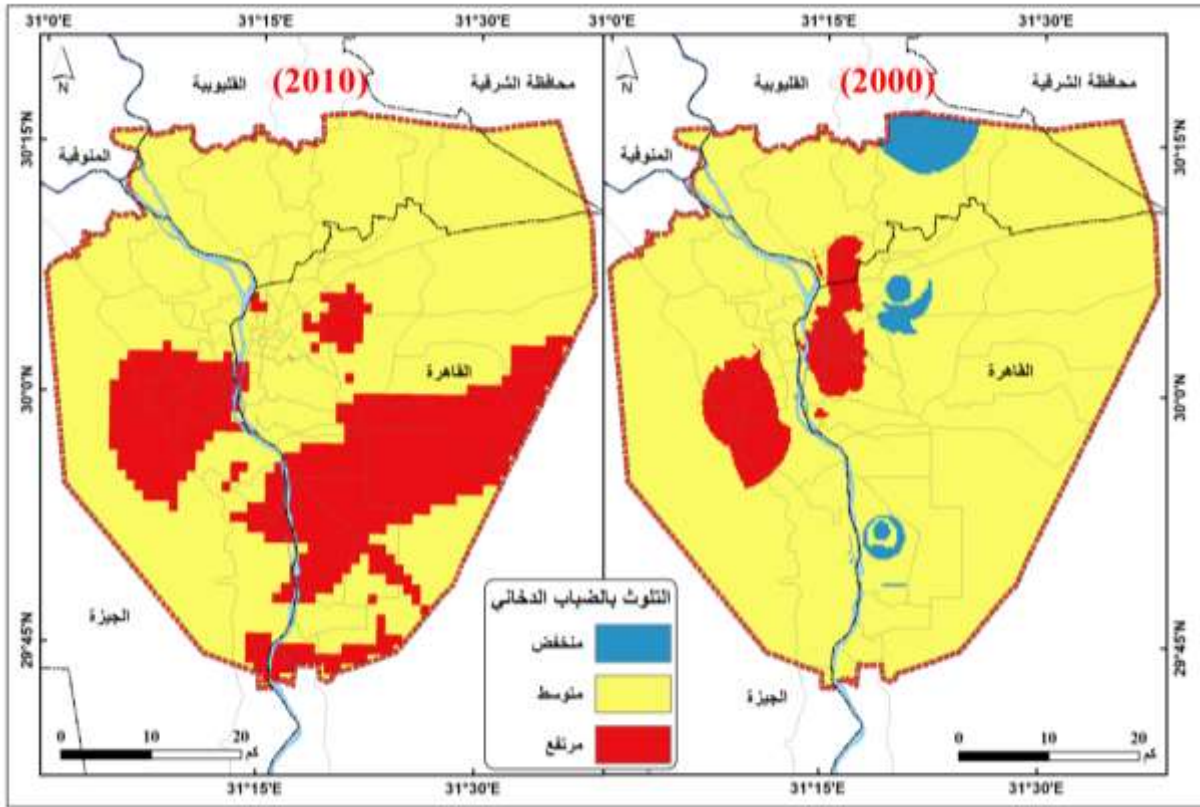 31°0'E 31°15'E 31°30'E 31°0'E 31°15'E 31°30'E
(2010)
القليوبية
محافظة الشرقية
المنوفية
القاهرة
الجيزة
30°15'N
30°0'N
29°45'N
N
0 10 20
كم
31°15'E 31°30'E
(2000)
القليوبية
محافظة الشرقية
المنوفية
القاهرة
الجيزة
30°15'N
30°0'N
29°45'N
N
0 10 20
كم
31°15'E 31°30'E
التلوث بالضباب الدخاني
منخفض
متوسط
مرتفع